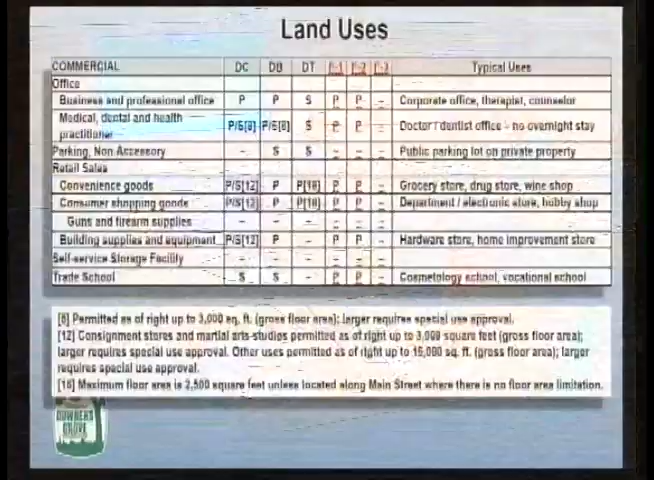 Land Uses
COMMERCIAL DC DB DT Typical Uses
Office
Business and professional office P P S P P – Corporate office, therapist, counselor
Medical, dental and health practitioner P/S[8] P/S[8] S P P – Doctor / dentist office – no overnight stay
Parking, Non Accessory – S S – – – Public parking lot on private property
Retail Sales
Convenience goods P/S[12] P P[16] P P – Grocery store, drug store, wine shop
Consumer shopping goods P/S[12] P P[16] P P – Department / electronic store, hobby shop
Guns and firearm supplies – – – – – –
Building supplies and equipment P/S[12] P – P P – Hardware store, home improvement store
Self-service Storage Facility – – – – – –
Trade School S S – P P – Cosmetology school, vocational school
[8] Permitted as of right up to 3,000 sq. ft. (gross floor area); larger requires special use approval.
[12] Consignment stores and martial arts-studios permitted as of right up to 3,000 square feet (gross floor area);
larger requires special use approval. Other uses permitted as of right up to 15,000 sq. ft. (gross floor area); larger
requires special use approval.
[16] Maximum floor area is 2,500 square feet unless located along Main Street where there is no floor area limitation.
DOWNERS
GROVE